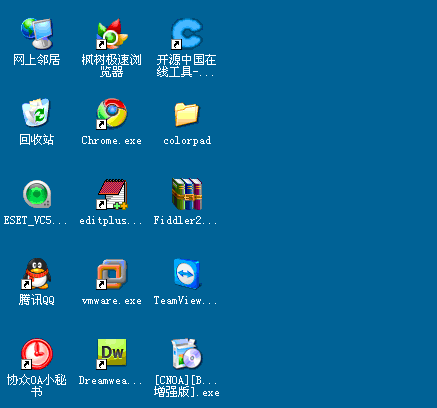 网上邻居
枫树极速浏
览器
开源中国在
线工具-...
回收站
Chrome.exe
colorpad
ESET_VC5...
editplus...
Fiddler2...
腾讯QQ
vmware.exe
TeamView...
协众OA小秘
书
Dw
Dreamwea...
[CNOA][B...
增强版].exe